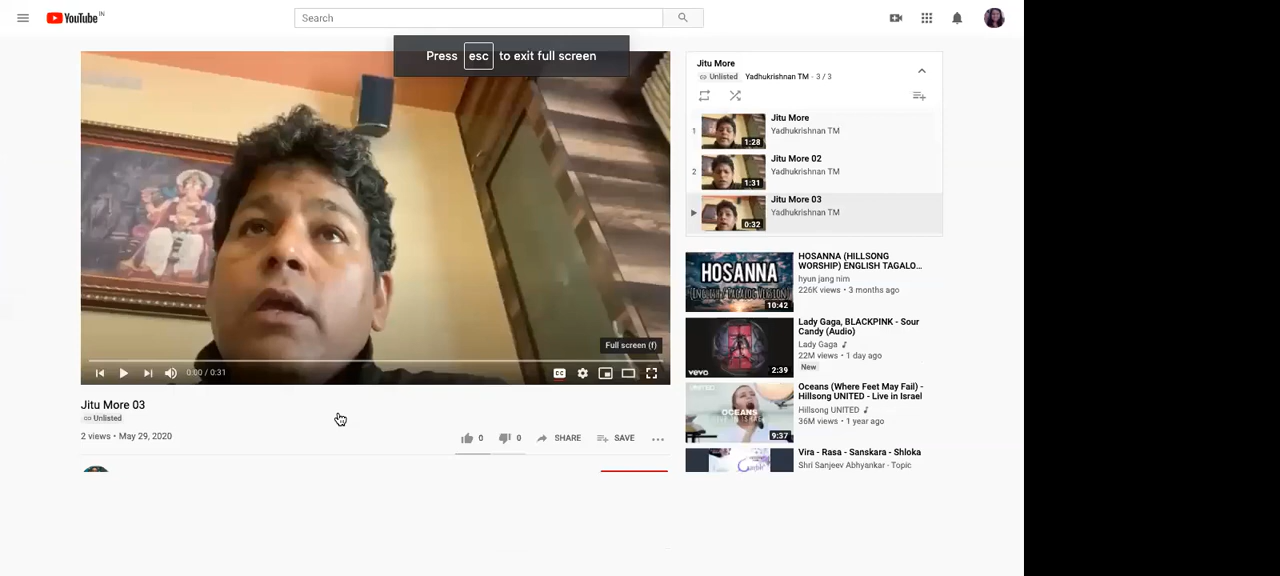 YouTube IN
Search
Press esc to exit full screen
Full screen (f)
0:00 / 0:31
CC
Jitu More 03
Unlisted
2 views • May 29, 2020
0
0
SHARE
SAVE
Jitu More
Unlisted Yadhukrishnan TM - 3 / 3
1
1:28
Jitu More
Yadhukrishnan TM
2
1:31
Jitu More 02
Yadhukrishnan TM
0:32
Jitu More 03
Yadhukrishnan TM
HOSANNA
(ENGLISH / TAGALOG VERSION)
10:42
HOSANNA (HILLSONG
WORSHIP) ENGLISH TAGALO...
hyun jang nim
226K views • 3 months ago
vevo
2:39
Lady Gaga, BLACKPINK - Sour
Candy (Audio)
Lady Gaga
22M views • 1 day ago
New
UNITED
OCEANS
9:37
Oceans (Where Feet May Fail) -
Hillsong UNITED - Live in Israel
Hillsong UNITED
36M views • 1 year ago
Vira - Rasa - Sanskara - Shloka
Shri Sanjeev Abhyankar - Topic